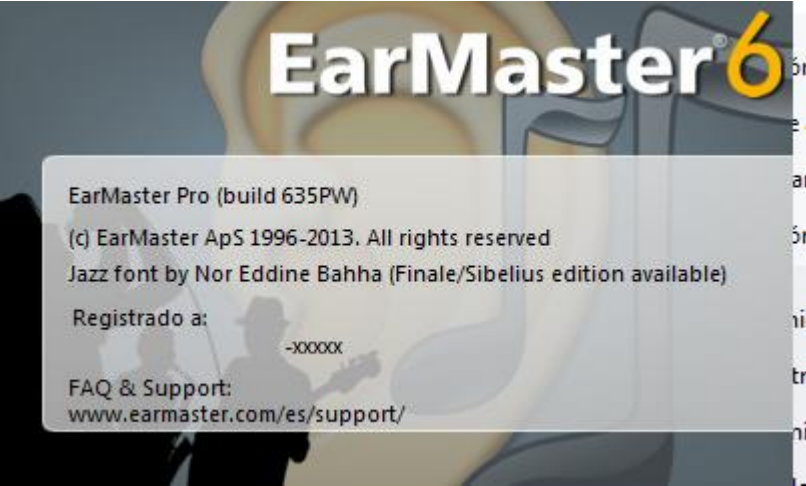 EarMaster®6
EarMaster Pro (build 635PW)
(c) EarMaster ApS 1996-2013. All rights reserved
Jazz font by Nor Eddine Bahha (Finale/Sibelius edition available)
Registrado a:
-xxxxx
FAQ & Support:
www.earmaster.com/es/support/